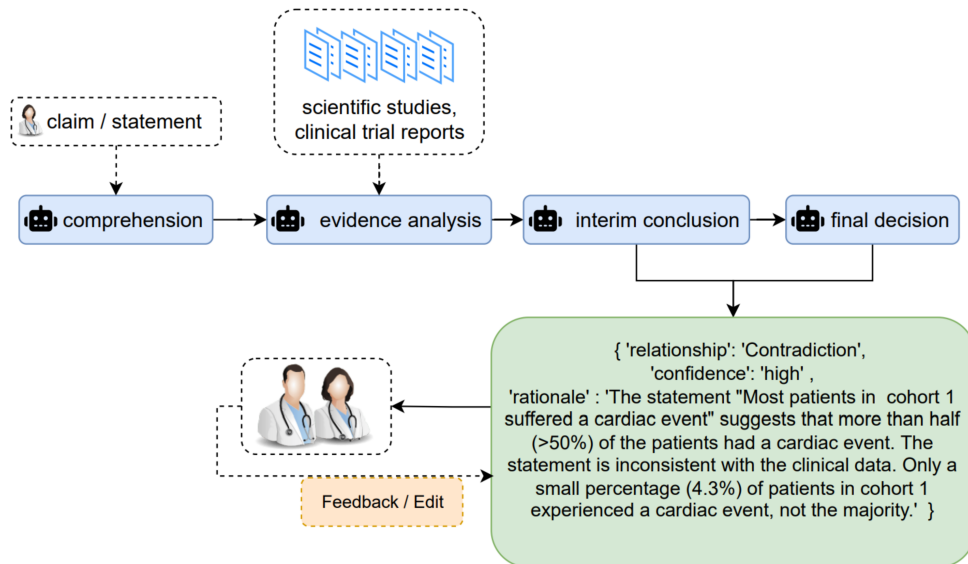 scientific studies,
clinical trial reports
claim / statement
comprehension
evidence analysis
interim conclusion
final decision
{ 'relationship': 'Contradiction',
'confidence': 'high' ,
'rationale' : 'The statement "Most patients in cohort 1
suffered a cardiac event" suggests that more than half
(>50%) of the patients had a cardiac event. The
statement is inconsistent with the clinical data. Only a
small percentage (4.3%) of patients in cohort 1
experienced a cardiac event, not the majority.' }
Feedback / Edit